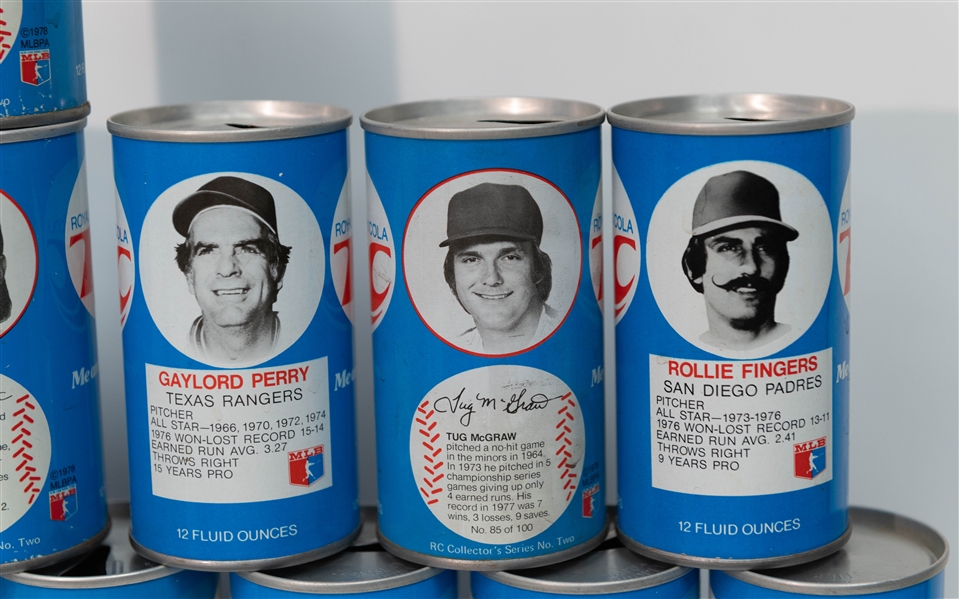 ©1978
MLBPA
MLB
GAYLORD PERRY
TEXAS RANGERS
PITCHER
ALL STAR—1966, 1970, 1972, 1974
1976 WON-LOST RECORD 15-14
EARNED RUN AVG. 3.27
THROWS RIGHT
15 YEARS PRO
MLB
12 FLUID OUNCES
COLA
Tug McGraw
TUG McGRAW
pitched a no-hit game
in the minors in 1964.
In 1973 he pitched in 5
championship series
games giving up only
4 earned runs. His
record in 1977 was 7
wins, 3 losses, 9 saves.
No. 85 of 100
RC Collector's Series No. Two
COLA
ROLLIE FINGERS
SAN DIEGO PADRES
PITCHER
ALL STAR—1973-1976
1976 WON-LOST RECORD 13-11
EARNED RUN AVG. 2.41
THROWS RIGHT
9 YEARS PRO
MLB
12 FLUID OUNCES
©1978
MLBPA
No. Two